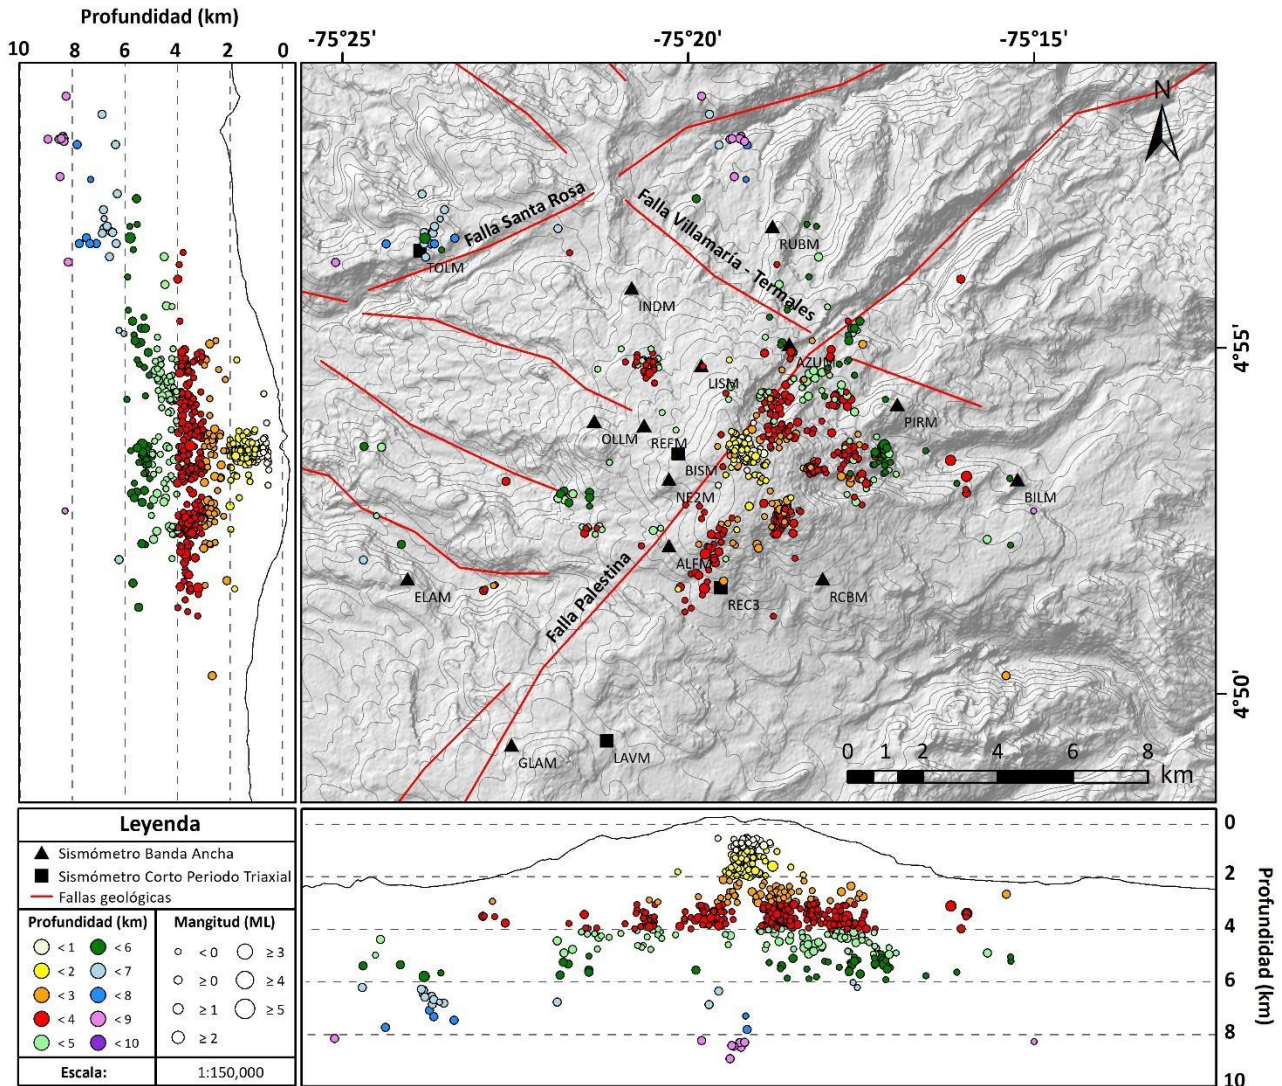 Profundidad (km)
10 8 6 4 2 0
-75°25' -75°20' -75°15'
N
Falla Santa Rosa
Falla Villamaría - Termales
RUBM
TOLM
INDM
4°55'
AZUM
LISM
PIRM
OLLM
REFM
BISM
NE2M
BILM
ALFM
ELAM
REC3
RCBM
Falla Palestina
4°50'
GLAM
LAVM
0 1 2 4 6 8
km
Leyenda
Sismómetro Banda Ancha
Sismómetro Corto Periodo Triaxial
Fallas geológicas
Profundidad (km) Mangitud (ML)
< 1 < 6 < 0 ≥ 3
< 2 < 7 ≥ 0 ≥ 4
< 3 < 8 ≥ 1 ≥ 5
< 4 < 9 ≥ 2
< 5 < 10
Escala: 1:150,000
0
2
4
6
8
10
Profundidad (km)